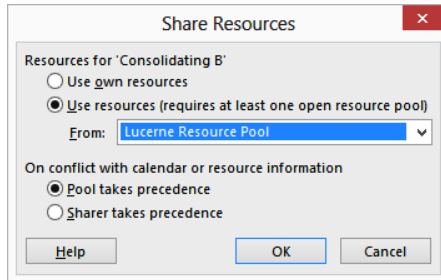 Share Resources
Resources for 'Consolidating B'
Use own resources
Use resources (requires at least one open resource pool)
From: Lucerne Resource Pool
On conflict with calendar or resource information
Pool takes precedence
Sharer takes precedence
Help OK Cancel